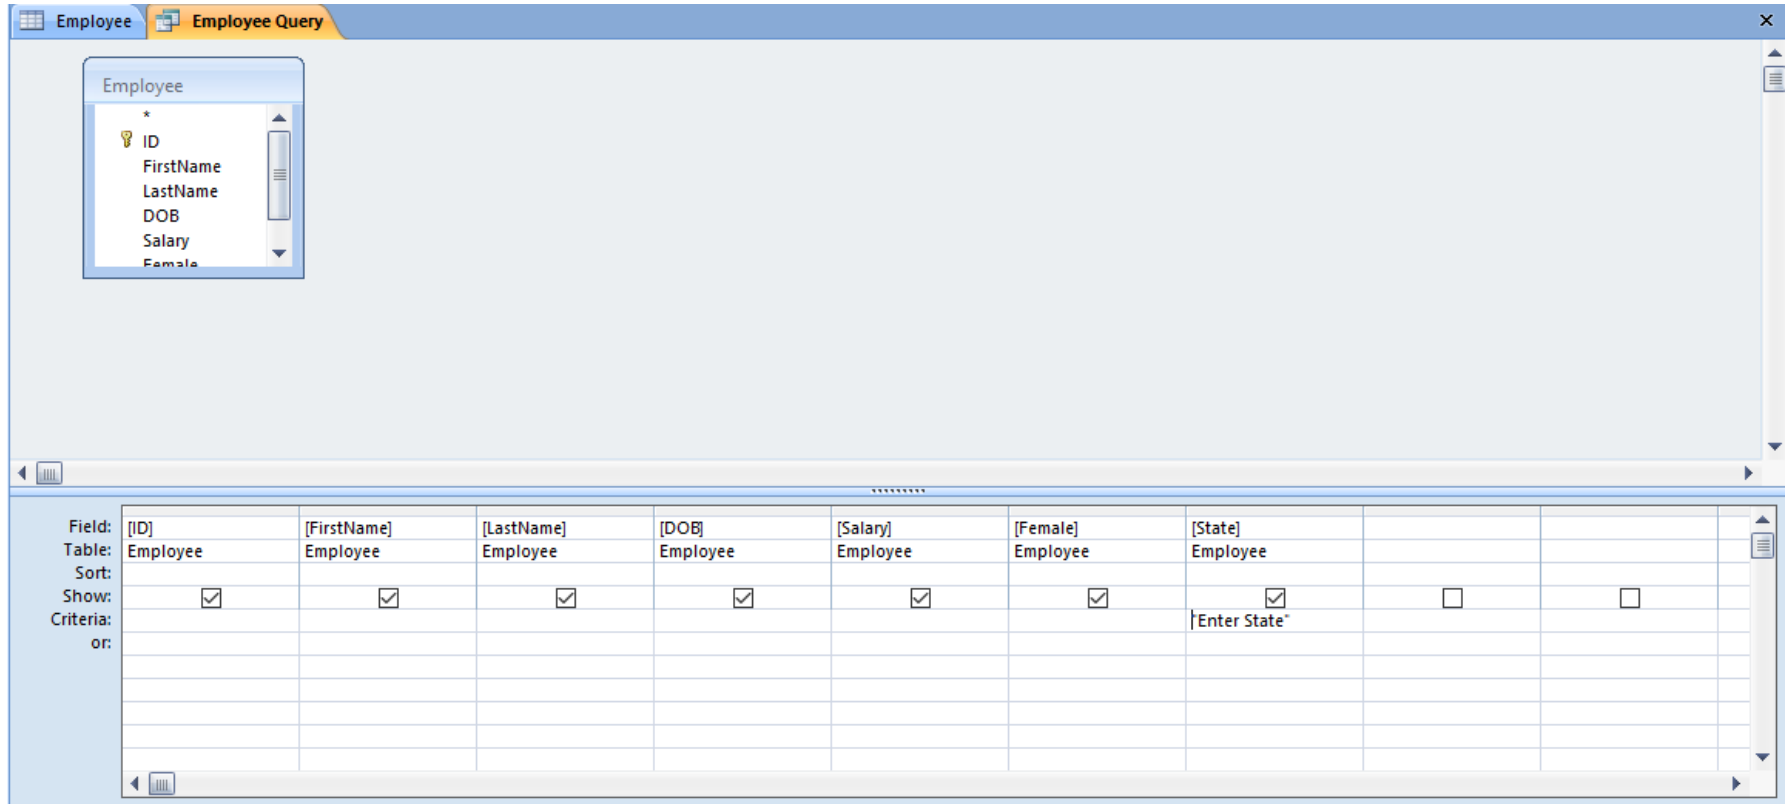 Employee Employee Query
Employee
*
ID
FirstName
LastName
DOB
Salary
Female
Field: [ID] [FirstName] [LastName] [DOB] [Salary] [Female] [State]
Table: Employee Employee Employee Employee Employee Employee Employee
Sort:
Show:
Criteria: "Enter State"
or: